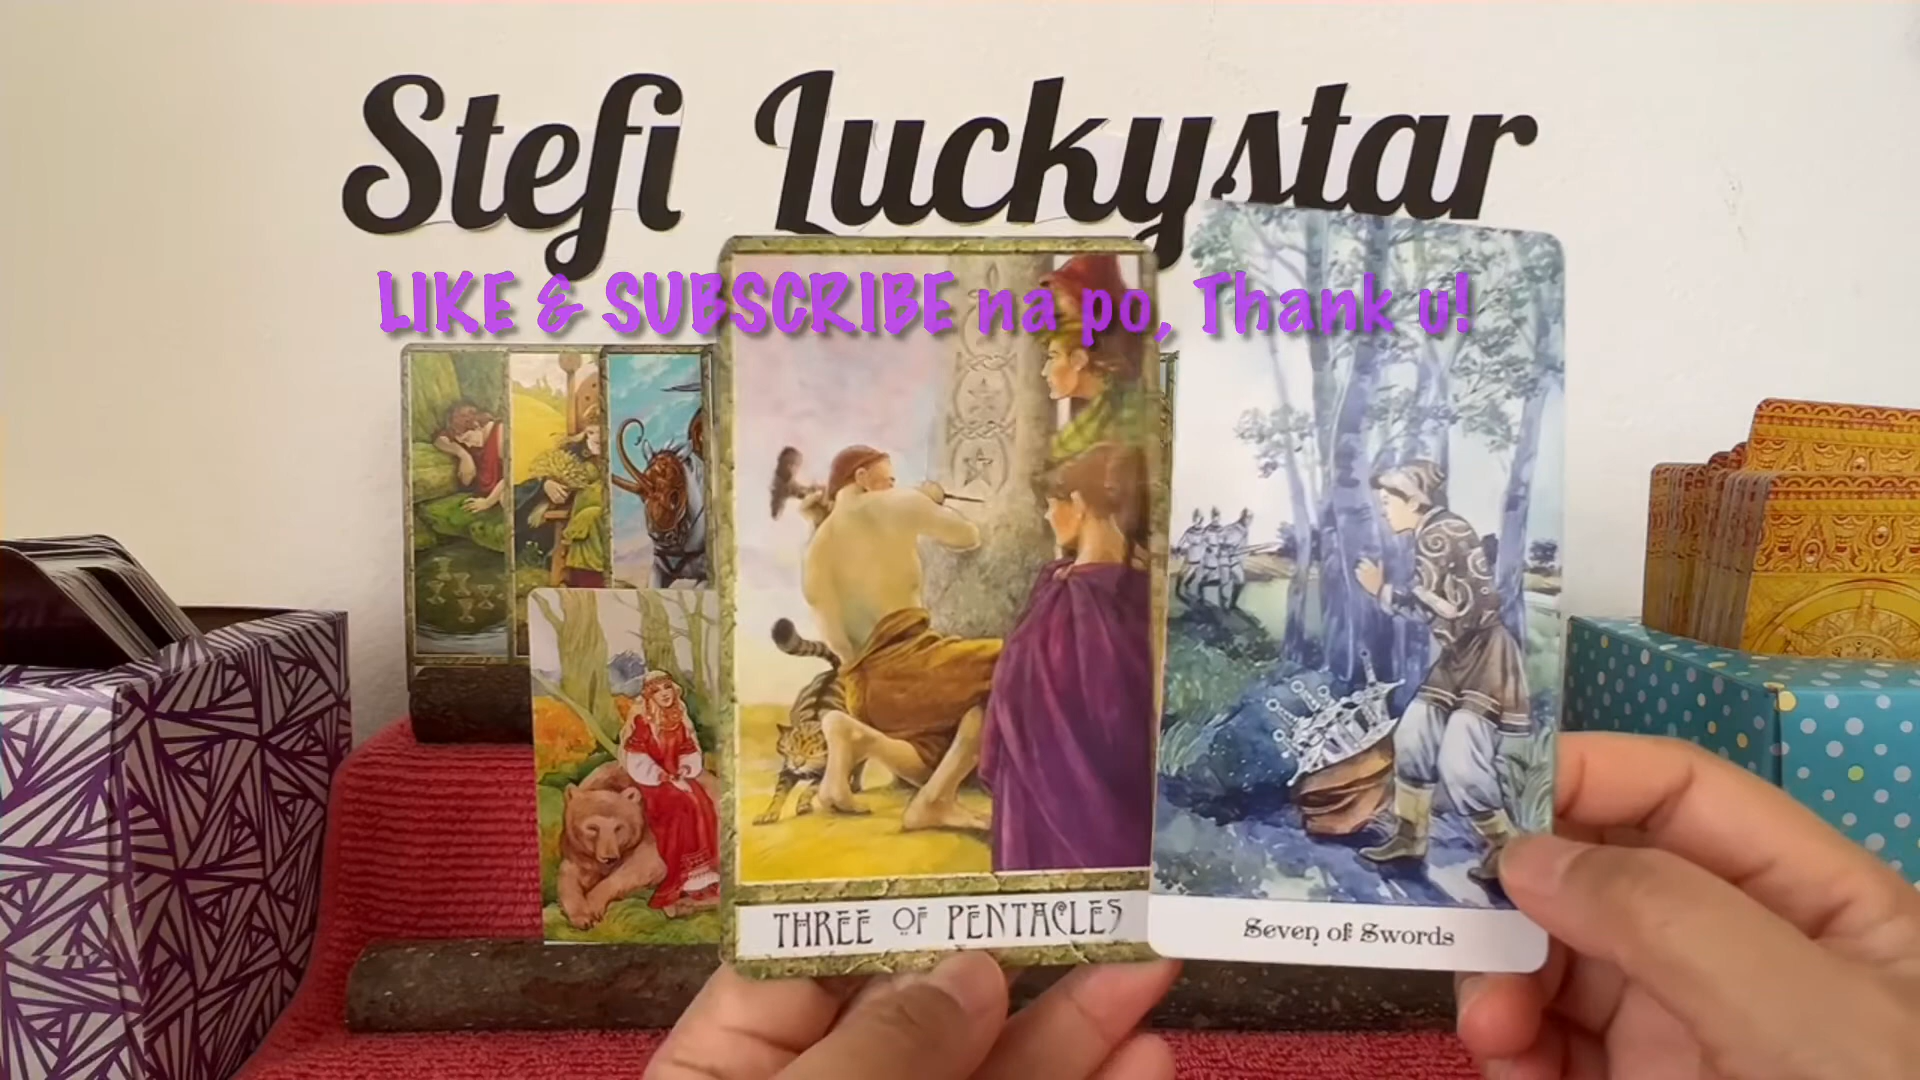 Stefi Luckystar
LIKE & SUBSCRIBE na po, Thank u!
THREE OF PENTACLES
Seven of Swords